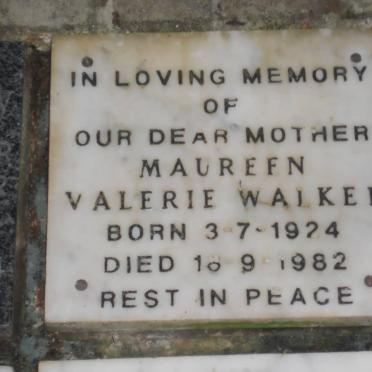 IN LOVING MEMORY
OF
OUR DEAR MOTHER
MAUREEN
VALERIE WALKER
BORN 3-7-1924
DIED 18 9 1982
REST IN PEACE